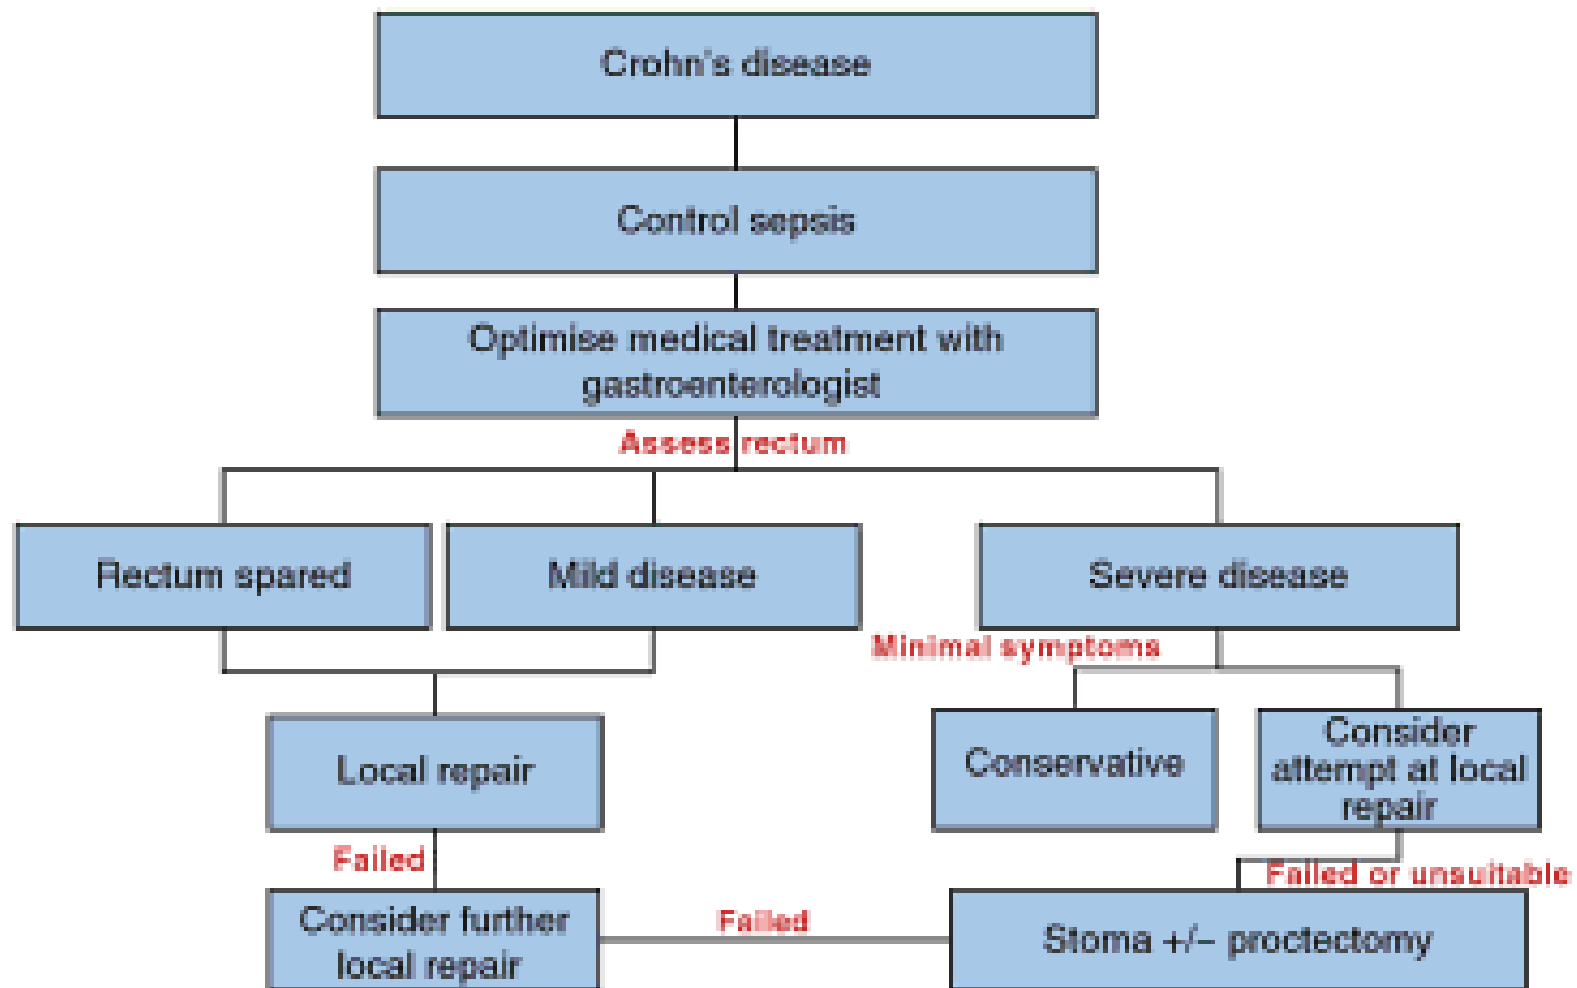 Crohn's disease
Control sepsis
Optimise medical treatment with
gastroenterologist
Assess rectum
Rectum spared
Mild disease
Severe disease
Minimal symptoms
Local repair
Conservative
Consider
attempt at local
repair
Failed
Failed or unsuitable
Consider further
local repair
Failed
Stoma +/– proctectomy